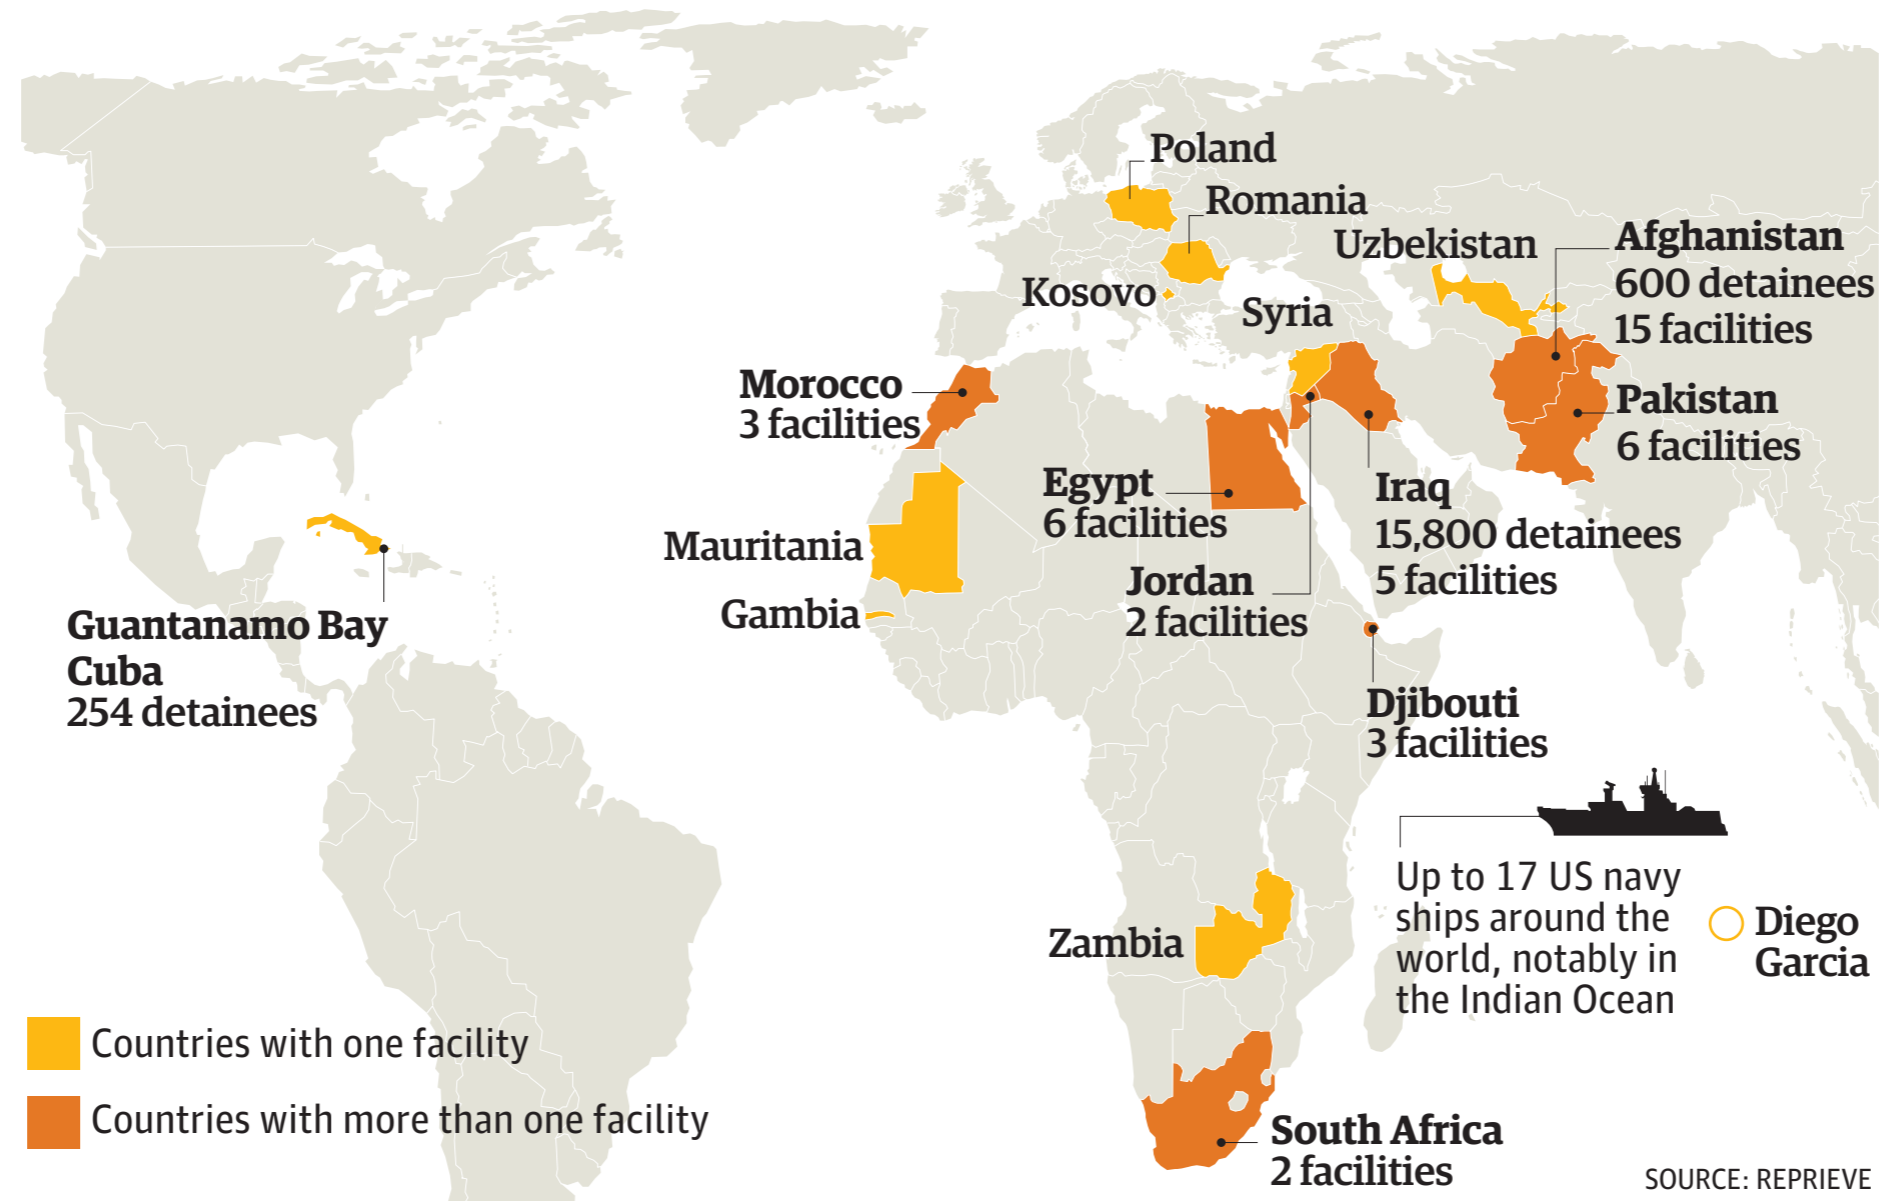 Poland
Romania
Uzbekistan
Afghanistan
600 detainees
15 facilities
Kosovo
Syria
Morocco
3 facilities
Pakistan
6 facilities
Egypt
6 facilities
Iraq
15,800 detainees
5 facilities
Mauritania
Jordan
2 facilities
Gambia
Guantanamo Bay
Cuba
254 detainees
Djibouti
3 facilities
Up to 17 US navy
ships around the
world, notably in
the Indian Ocean
Diego
Garcia
Zambia
Countries with one facility
Countries with more than one facility
South Africa
2 facilities
SOURCE: REPRIEVE